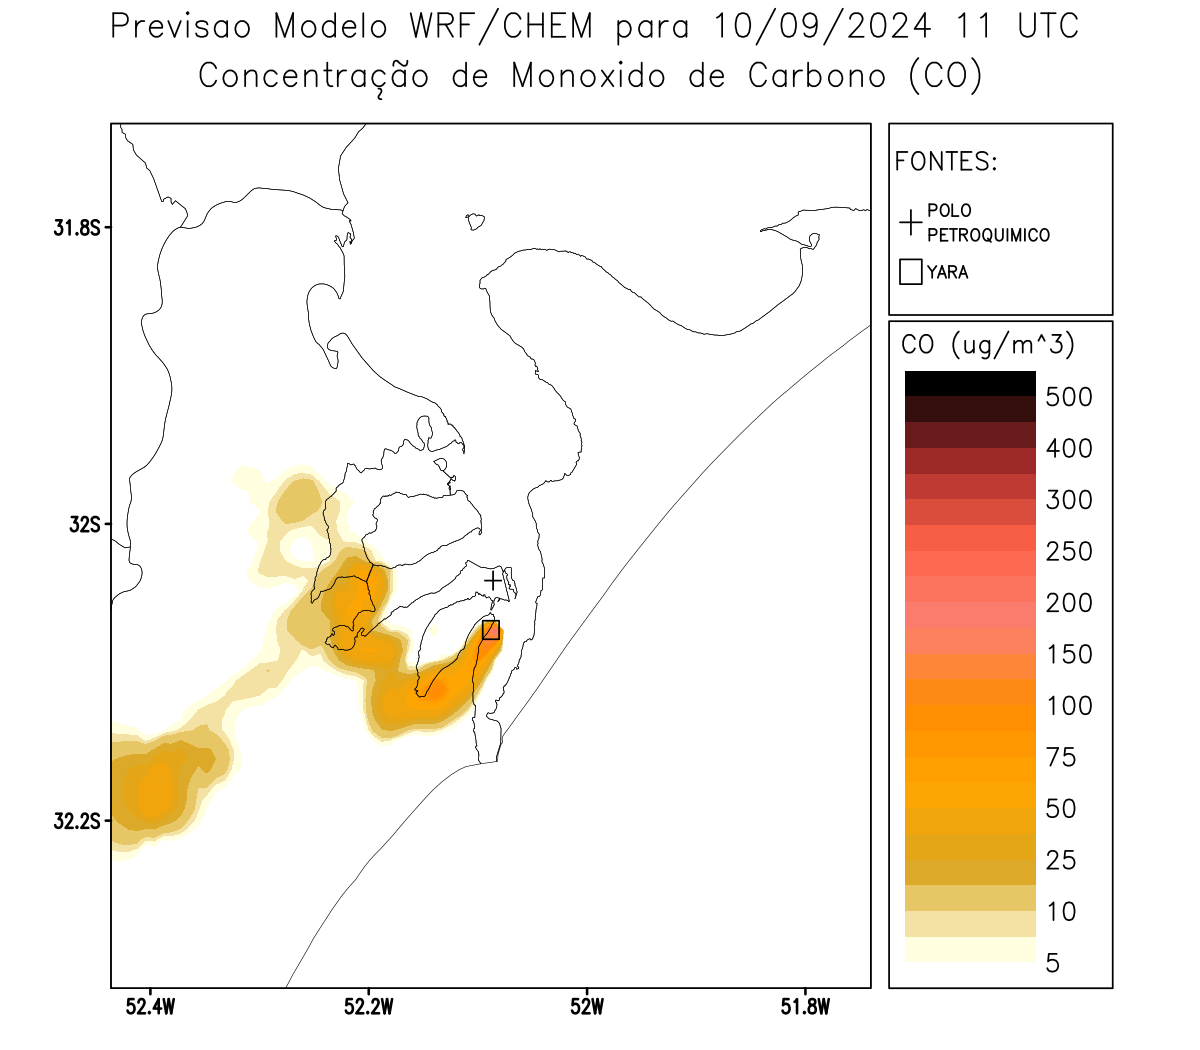 Previsao Modelo WRF/CHEM para 10/09/2024 11 UTC
Concentração de Monoxido de Carbono (CO)
FONTES:
POLO
PETROQUIMICO
YARA
CO (ug/m^3)
500
400
300
250
200
150
100
75
50
25
10
5
31.8S
32S
32.2S
52.4W
52.2W
52W
51.8W